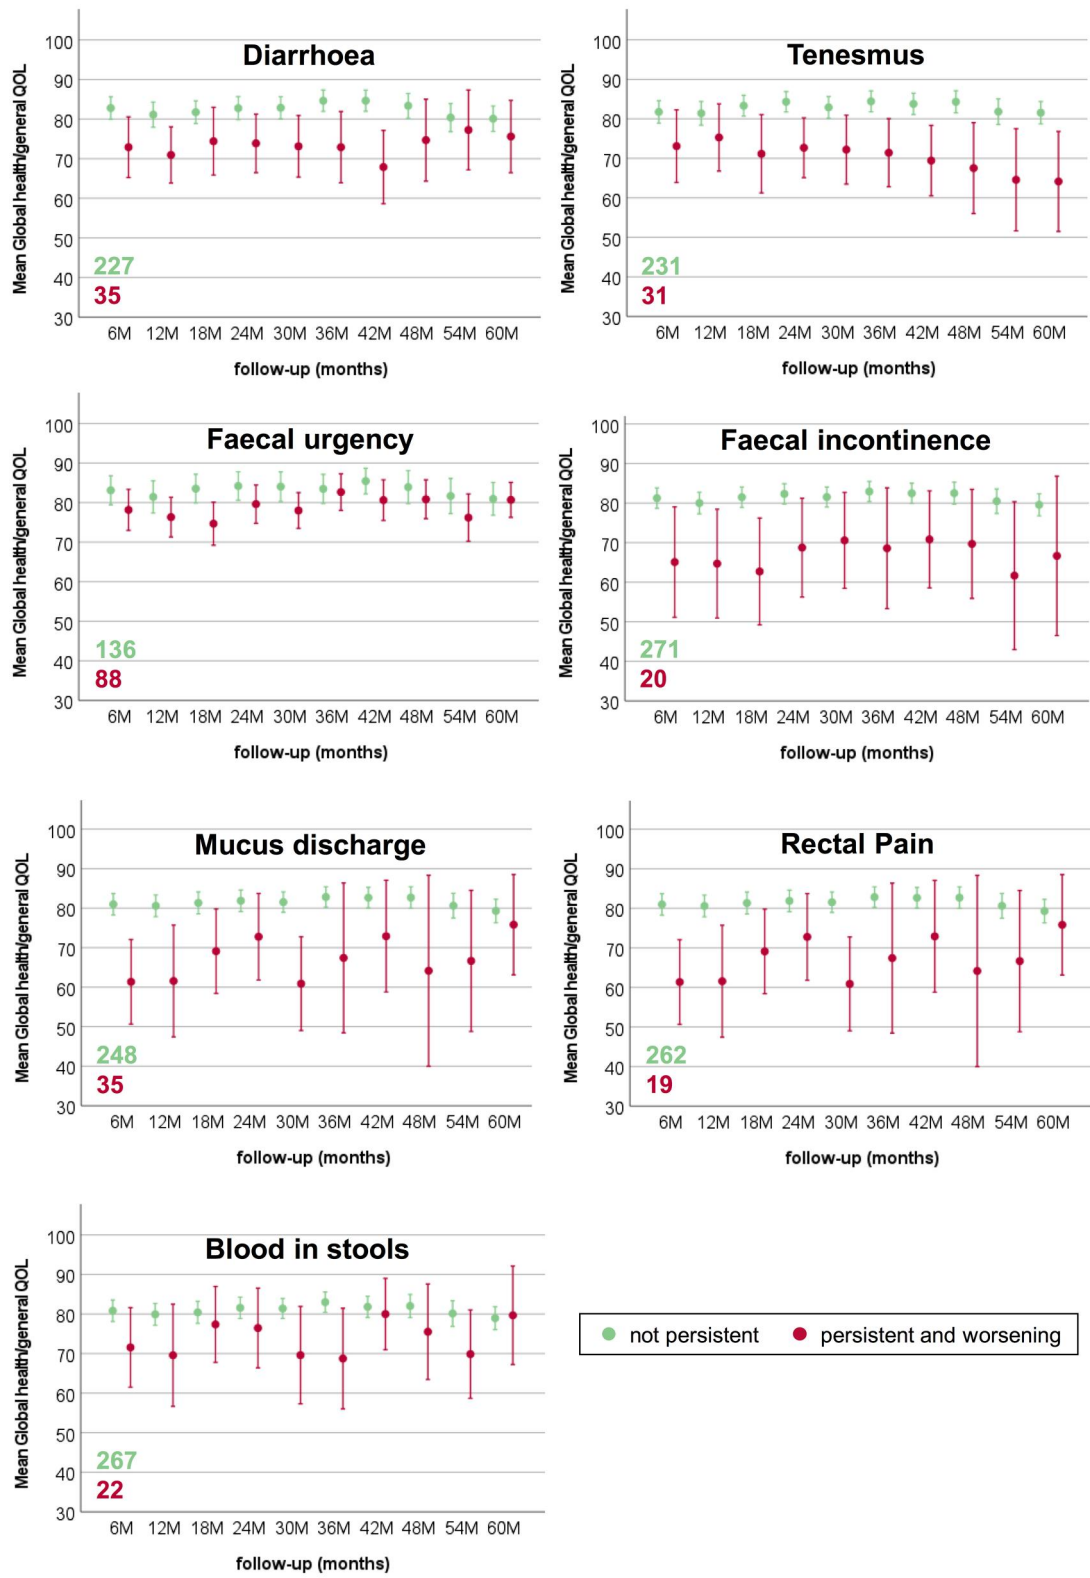 Diarrhoea
Mean Global health/general QOL
100
90
80
70
60
50
40
30
227
35
6M 12M 18M 24M 30M 36M 42M 48M 54M 60M
follow-up (months)
Tenesmus
Mean Global health/general QOL
100
90
80
70
60
50
40
30
231
31
6M 12M 18M 24M 30M 36M 42M 48M 54M 60M
follow-up (months)
Faecal urgency
Mean Global health/general QOL
100
90
80
70
60
50
40
30
136
88
6M 12M 18M 24M 30M 36M 42M 48M 54M 60M
follow-up (months)
Faecal incontinence
Mean Global health/general QOL
100
90
80
70
60
50
40
30
271
20
6M 12M 18M 24M 30M 36M 42M 48M 54M 60M
follow-up (months)
Mucus discharge
Mean Global health/general QOL
100
90
80
70
60
50
40
30
248
35
6M 12M 18M 24M 30M 36M 42M 48M 54M 60M
follow-up (months)
Rectal Pain
Mean Global health/general QOL
100
90
80
70
60
50
40
30
262
19
6M 12M 18M 24M 30M 36M 42M 48M 54M 60M
follow-up (months)
Blood in stools
Mean Global health/general QOL
100
90
80
70
60
50
40
30
267
22
6M 12M 18M 24M 30M 36M 42M 48M 54M 60M
follow-up (months)
not persistent persistent and worsening